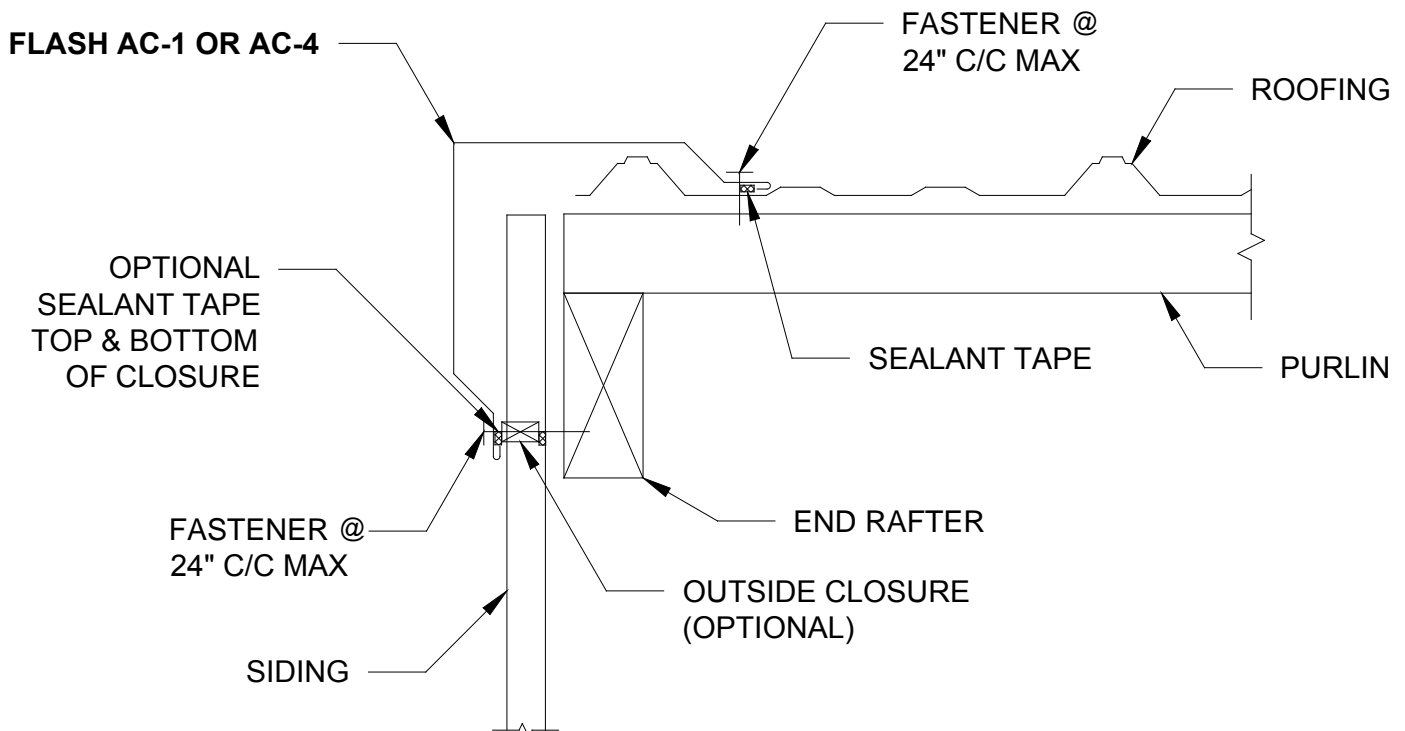 FLASH AC-1 OR AC-4
FASTENER @
24" C/C MAX
ROOFING
OPTIONAL
SEALANT TAPE
TOP & BOTTOM
OF CLOSURE
SEALANT TAPE
PURLIN
FASTENER @
24" C/C MAX
END RAFTER
OUTSIDE CLOSURE
(OPTIONAL)
SIDING